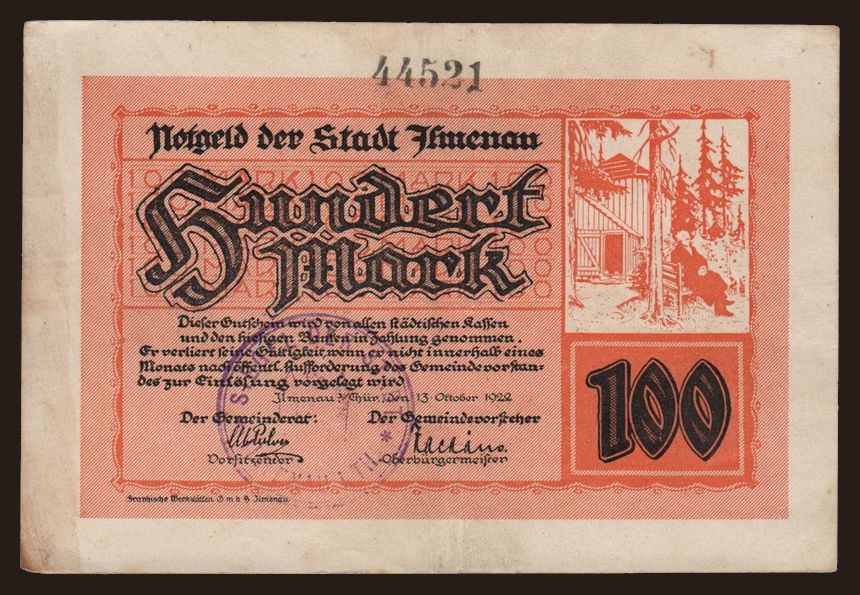 44521
Notgeld der Stadt Ilmenau
Hundert
Mark
Dieser Gutschein wird von allen städtischen Kassen
und den hiesigen Banken in Zahlung genommen.
Er verliert seine Gültigkeit wenn er nicht innerhalb eines
Monats nach öffentl. Aufforderung des Gemeindevorstan-
des zur Einlösung vorgelegt wird
Ilmenau i/Thür, den 13. Oktober 1922
Der Gemeinderat: Der Gemeindevorsteher
Vorsitzender Oberbürgermeister
100
Graphische Werkstätten G m b H Ilmenau